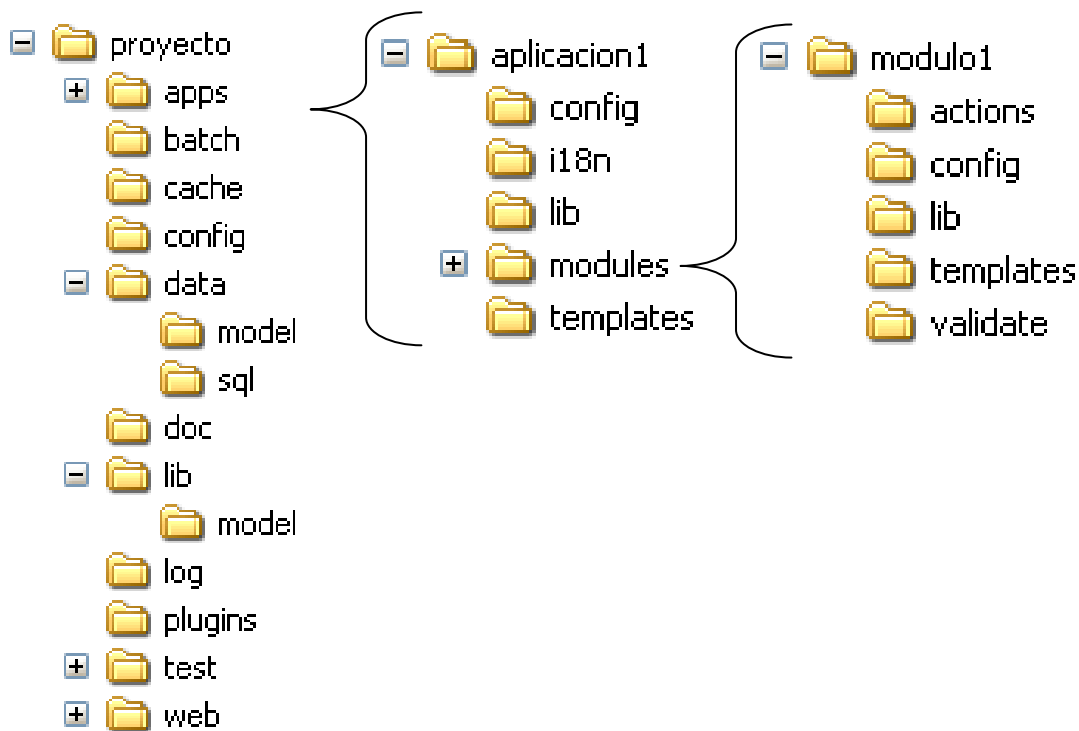 proyecto
apps
batch
cache
config
data
model
sql
doc
lib
model
log
plugins
test
web
aplicacion1
config
i18n
lib
modules
templates
modulo1
actions
config
lib
templates
validate